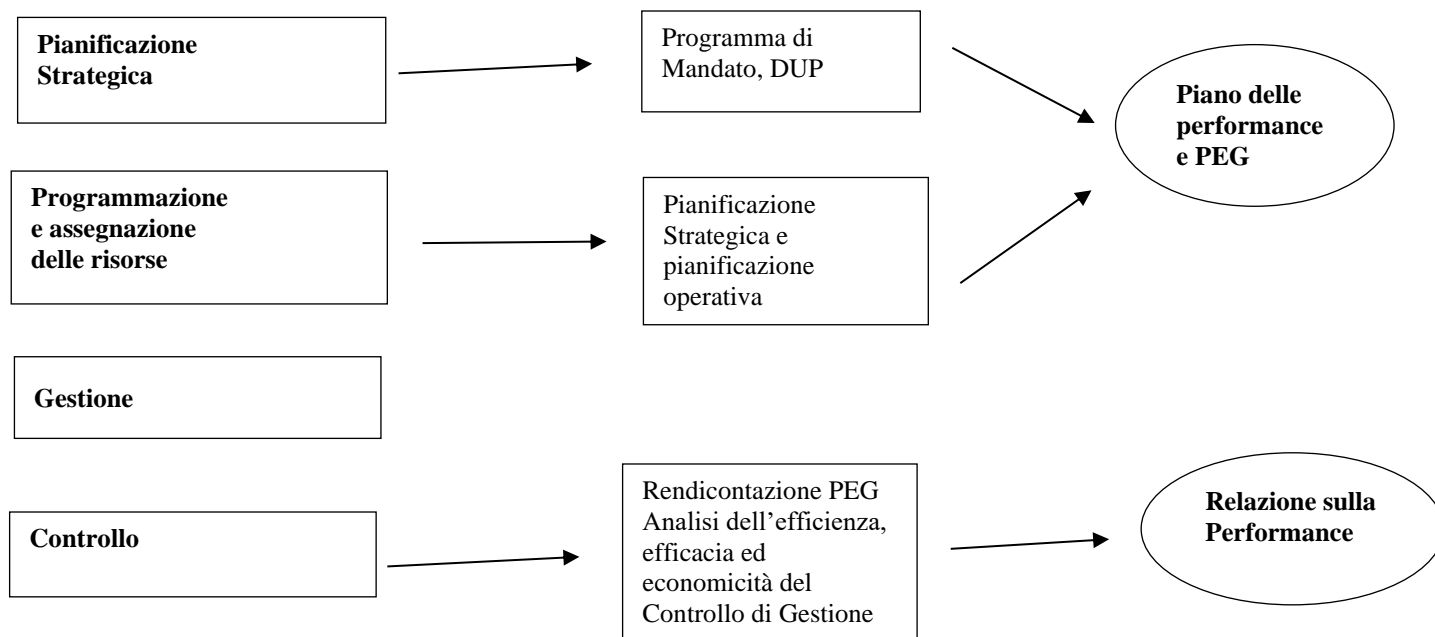 Pianificazione
Strategica
Programma di
Mandato, DUP
Piano delle
performance
e PEG
Programmazione
e assegnazione
delle risorse
Pianificazione
Strategica e
pianificazione
operativa
Gestione
Controllo
Rendicontazione PEG
Analisi dell’efficienza,
efficacia ed
economicità del
Controllo di Gestione
Relazione sulla
Performance